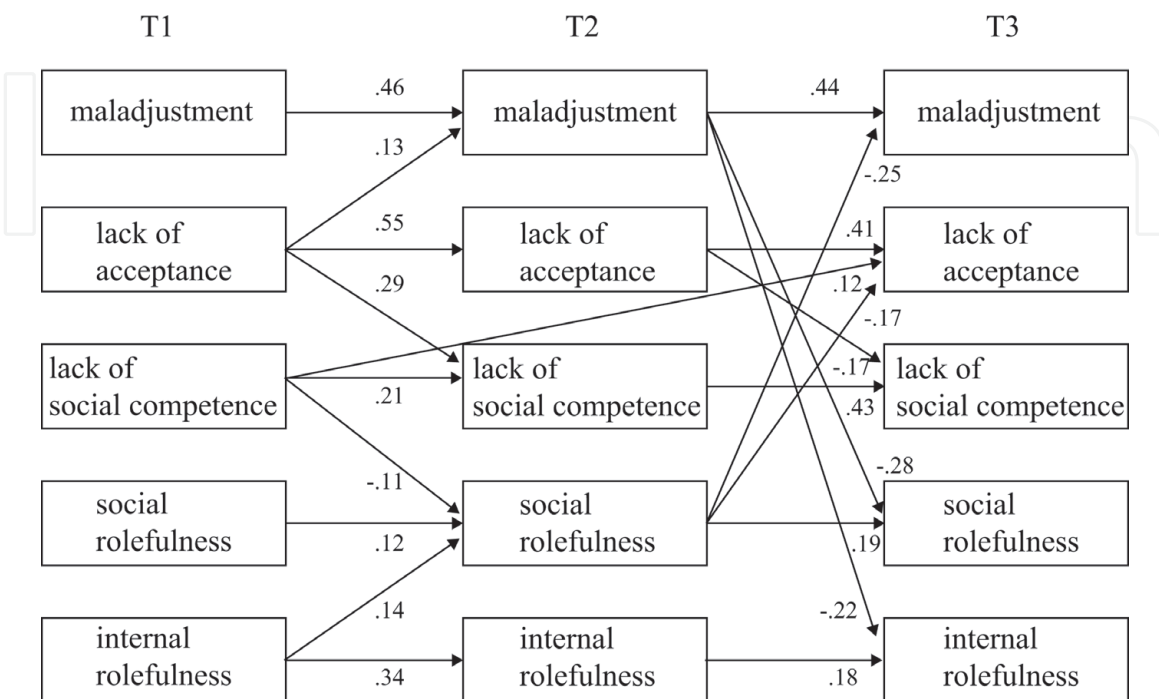 T1
T2
T3
maladjustment
.46
maladjustment
.44
maladjustment
.13
-.25
lack of
acceptance
.55
lack of
acceptance
.41
lack of
acceptance
.29
.12
-.17
lack of
social competence
.21
lack of
social competence
-.17
.43
lack of
social competence
-.11
-.28
social
rolefulness
.12
social
rolefulness
.19
social
rolefulness
.14
-.22
internal
rolefulness
.34
internal
rolefulness
.18
internal
rolefulness